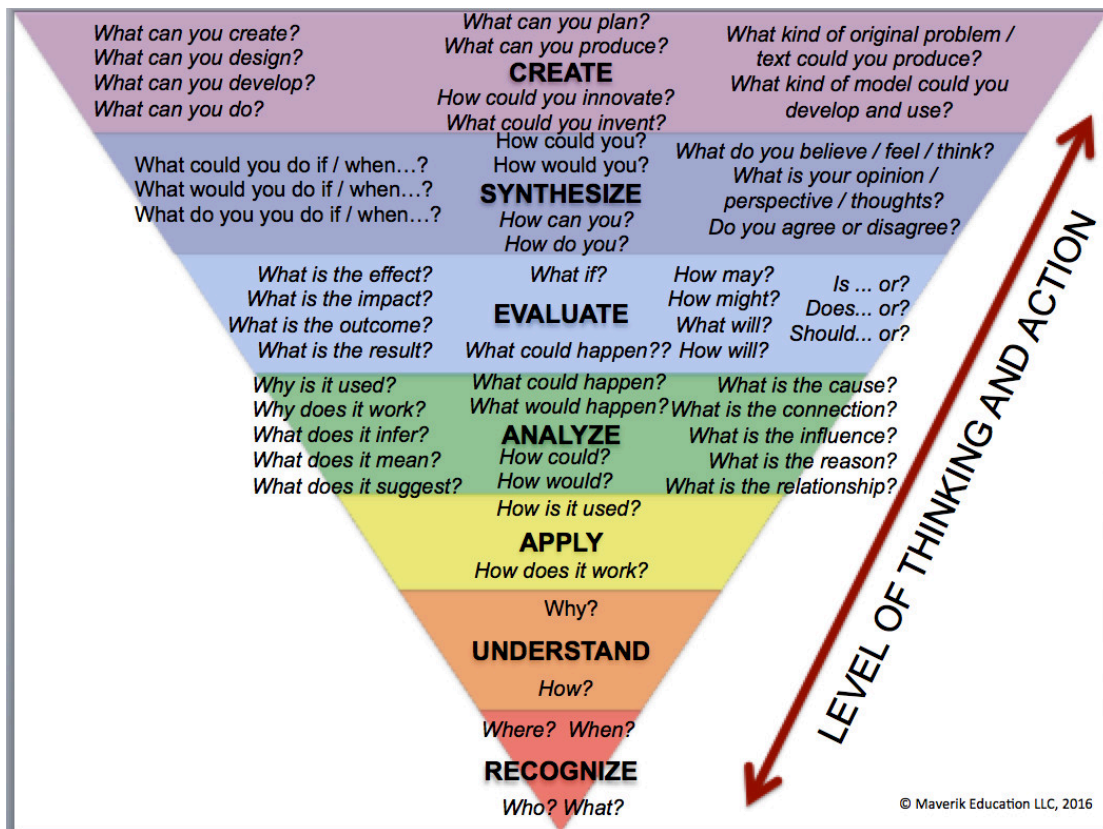 What can you create?
What can you design?
What can you develop?
What can you do?
What can you plan?
What can you produce?
CREATE
How could you innovate?
What could you invent?
What kind of original problem /
text could you produce?
What kind of model could you
develop and use?
What could you do if / when…?
What would you do if / when…?
What do you you do if / when…?
How could you?
How would you?
SYNTHESIZE
How can you?
How do you?
What do you believe / feel / think?
What is your opinion /
perspective / thoughts?
Do you agree or disagree?
What is the effect?
What is the impact?
What is the outcome?
What is the result?
What if?
EVALUATE
What could happen??
How may?
How might?
What will?
How will?
Is ... or?
Does... or?
Should... or?
Why is it used?
Why does it work?
What does it infer?
What does it mean?
What does it suggest?
What could happen?
What would happen?
ANALYZE
How could?
How would?
What is the cause?
What is the connection?
What is the influence?
What is the reason?
What is the relationship?
How is it used?
APPLY
How does it work?
Why?
UNDERSTAND
How?
Where? When?
RECOGNIZE
Who? What?
LEVEL OF THINKING AND ACTION
© Maverik Education LLC, 2016